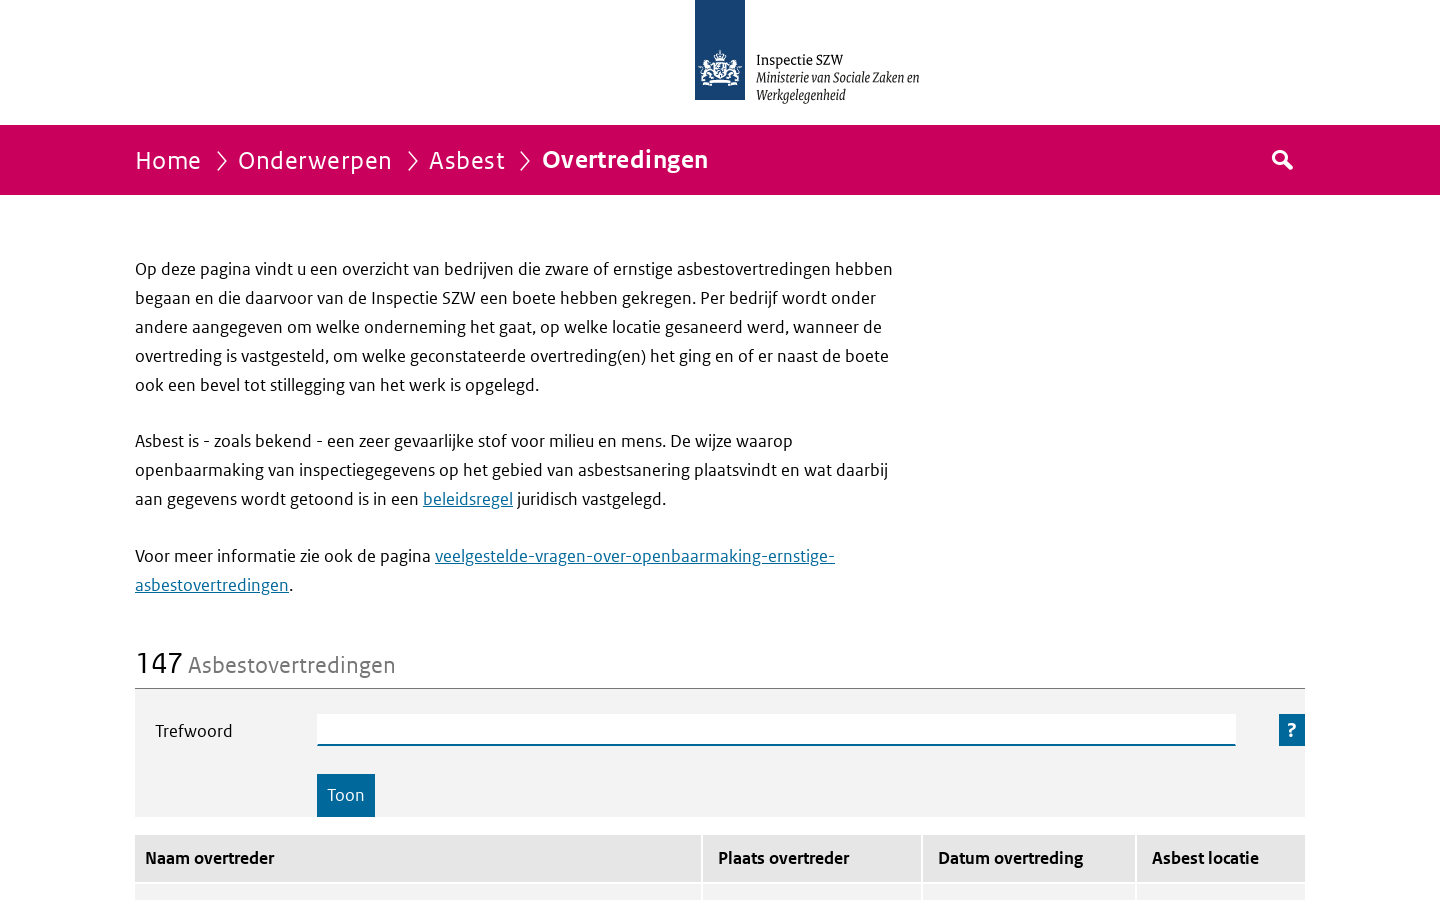 Inspectie SZW
Ministerie van Sociale Zaken en
Werkgelegenheid
Home Onderwerpen Asbest Overtredingen
Op deze pagina vindt u een overzicht van bedrijven die zware of ernstige asbestovertredingen hebben
begaan en die daarvoor van de Inspectie SZW een boete hebben gekregen. Per bedrijf wordt onder
andere aangegeven om welke onderneming het gaat, op welke locatie gesaneerd werd, wanneer de
overtreding is vastgesteld, om welke geconstateerde overtreding(en) het ging en of er naast de boete
ook een bevel tot stillegging van het werk is opgelegd.
Asbest is - zoals bekend - een zeer gevaarlijke stof voor milieu en mens. De wijze waarop
openbaarmaking van inspectiegegevens op het gebied van asbestsanering plaatsvindt en wat daarbij
aan gegevens wordt getoond is in een beleidsregel juridisch vastgelegd.
Voor meer informatie zie ook de pagina veelgestelde-vragen-over-openbaarmaking-ernstige-
asbestovertredingen.
147 Asbestovertredingen
Trefwoord ?
Toon
Naam overtreder Plaats overtreder Datum overtreding Asbest locatie